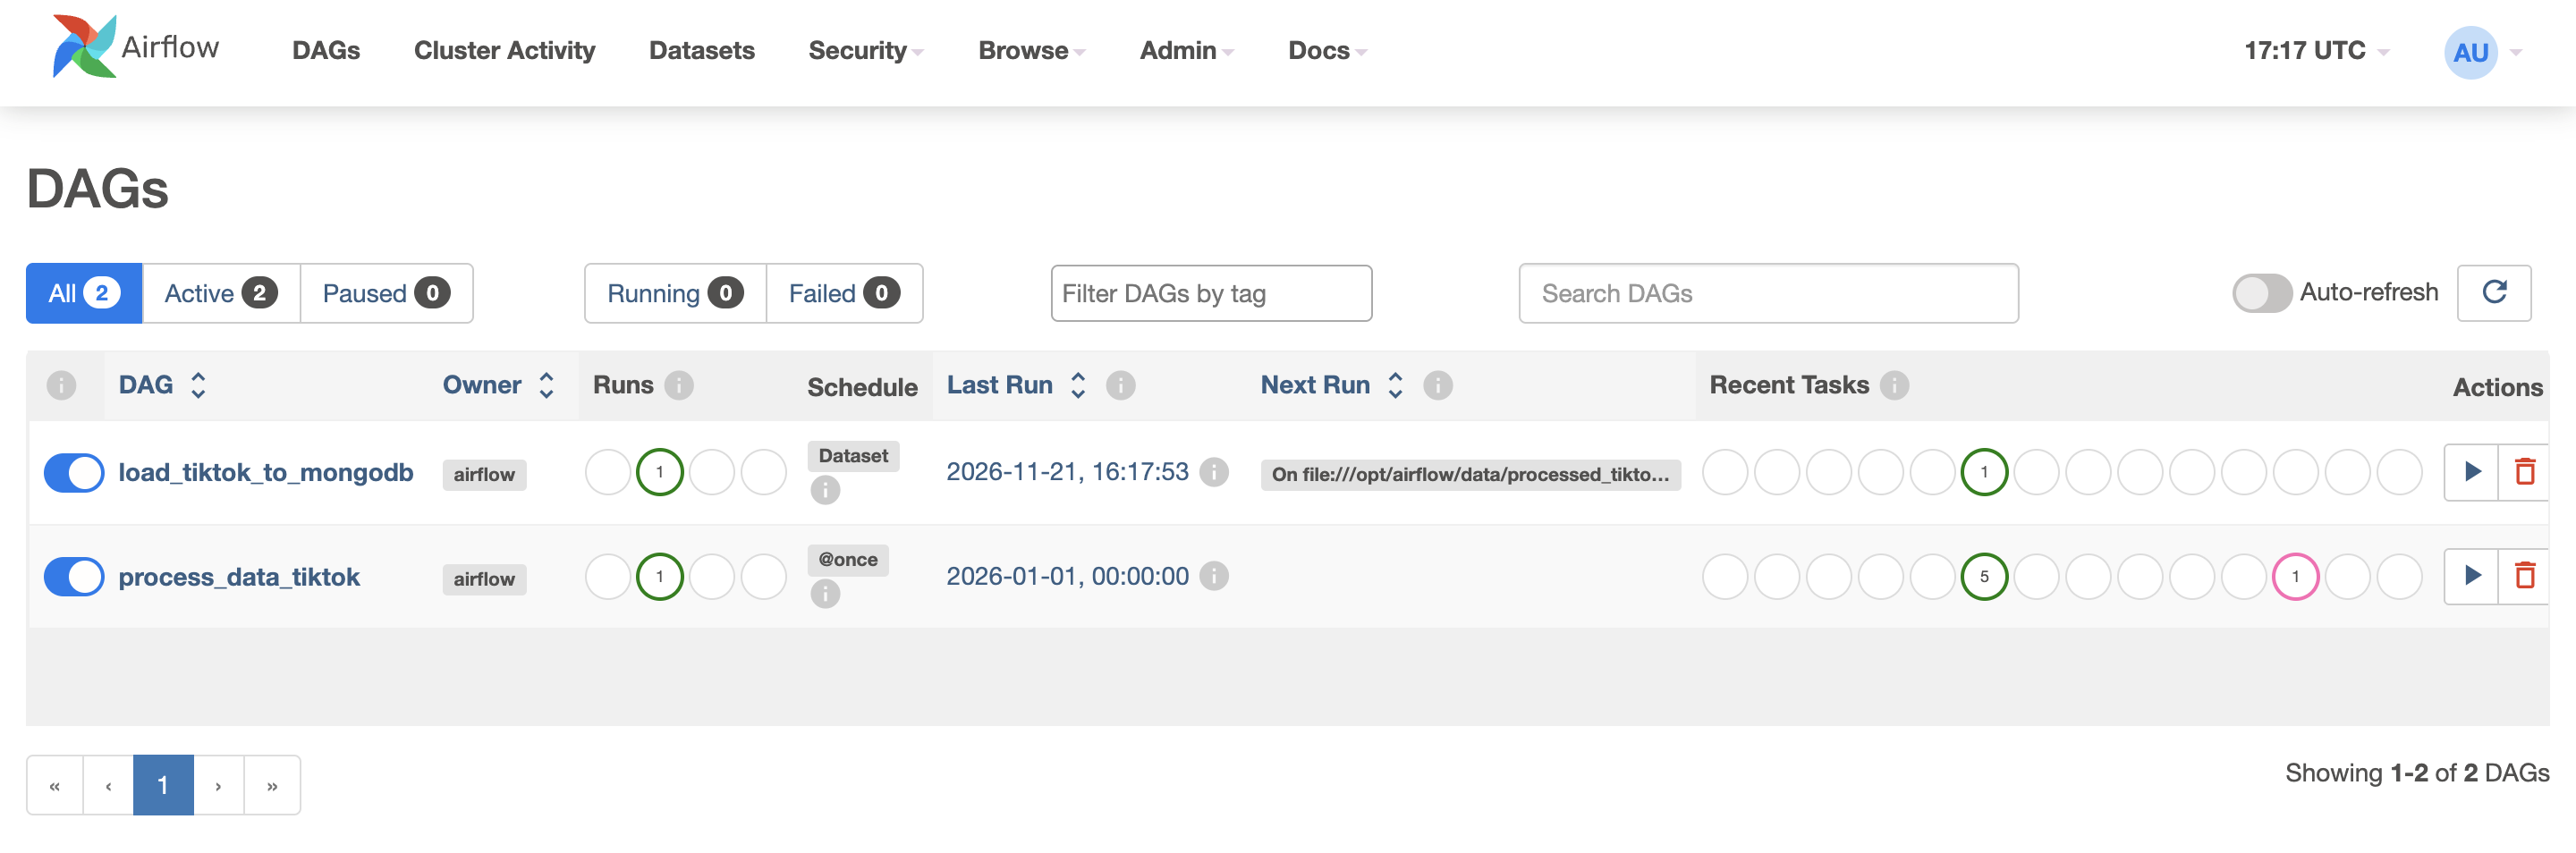 Airflow DAGs Cluster Activity Datasets Security Browse Admin Docs 17:17 UTC AU
DAGs
All 2 Active 2 Paused 0 Running 0 Failed 0 Filter DAGs by tag Search DAGs Auto-refresh
DAG Owner Runs Schedule Last Run Next Run Recent Tasks Actions
load_tiktok_to_mongodb airflow 1 Dataset 2026-11-21, 16:17:53 On file:///opt/airflow/data/processed_tikto... 1
process_data_tiktok airflow 1 @once 2026-01-01, 00:00:00 5 1
« ‹ 1 › »
Showing 1-2 of 2 DAGs